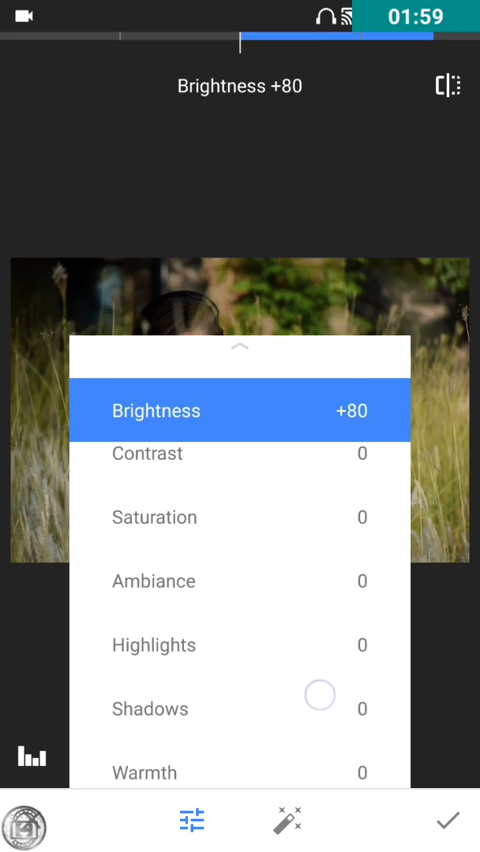 01:59
Brightness +80
Brightness +80
Contrast 0
Saturation 0
Ambiance 0
Highlights 0
Shadows 0
Warmth 0